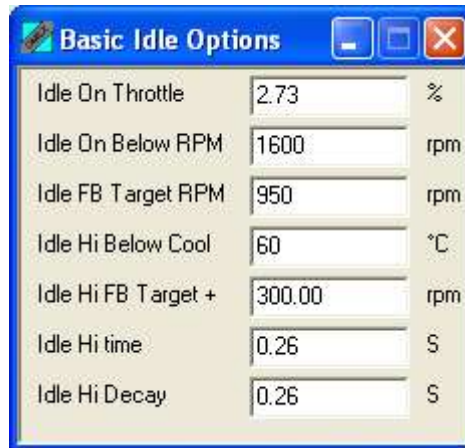 Basic Idle Options
Idle On Throttle 2.73 %
Idle On Below RPM 1600 rpm
Idle FB Target RPM 950 rpm
Idle Hi Below Cool 60 °C
Idle Hi FB Target + 300.00 rpm
Idle Hi time 0.26 S
Idle Hi Decay 0.26 S